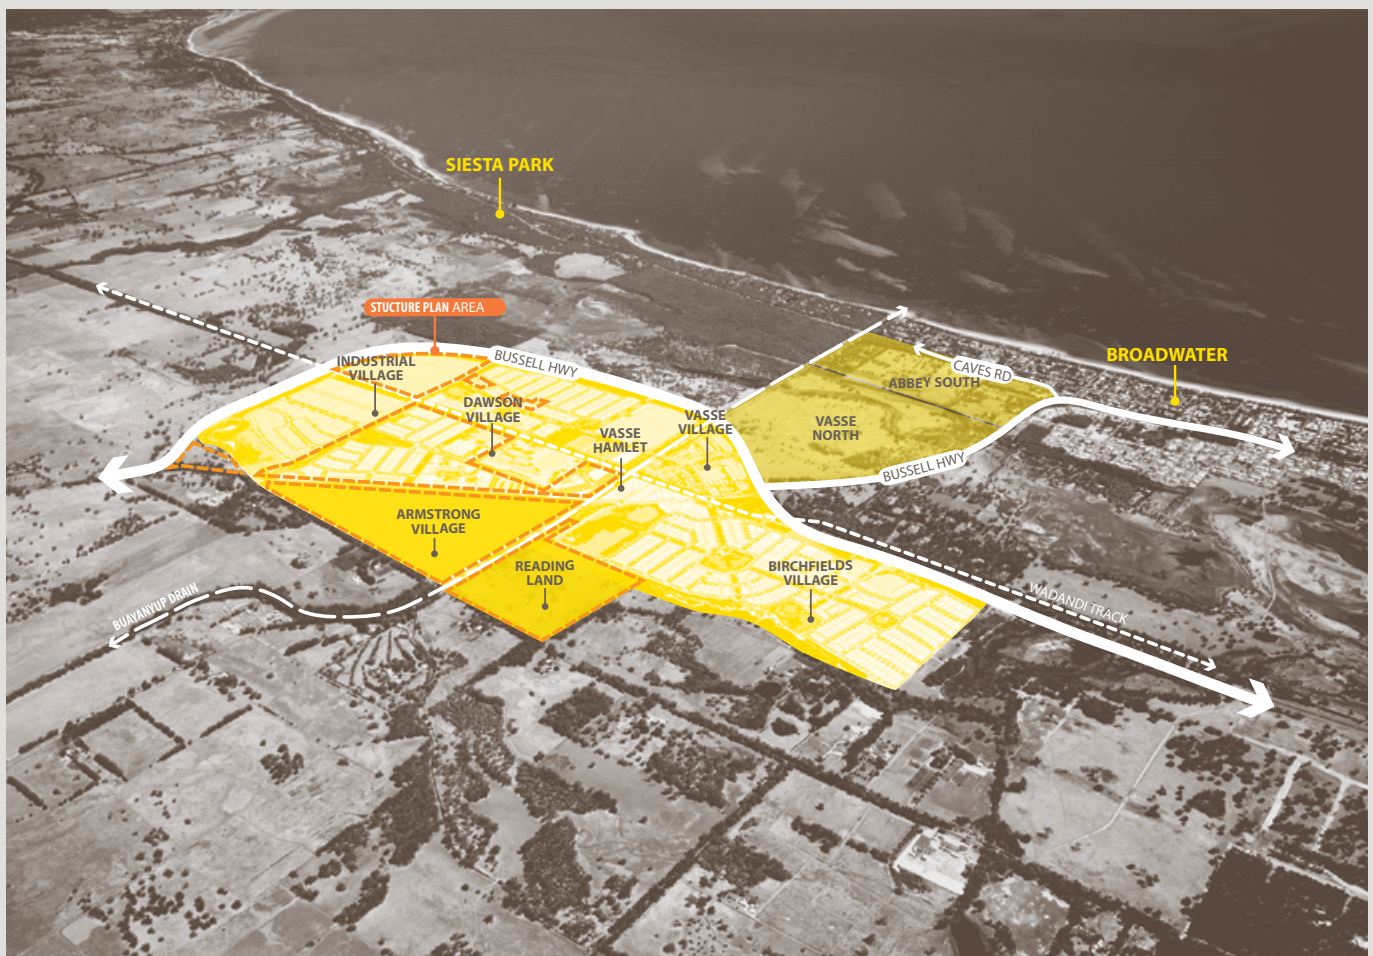 SIESTA PARK
STUCTURE PLAN AREA
BROADWATER
BUSSELL HWY
INDUSTRIAL
VILLAGE
CAVES RD
ABBEY SOUTH
DAWSON
VILLAGE
VASSE
VILLAGE
VASSE
NORTH
VASSE
HAMLET
BUSSELL HWY
ARMSTRONG
VILLAGE
READING
LAND
BIRCHFIELDS
VILLAGE
BUAYANYUP DRAIN
WADANDI TRACK